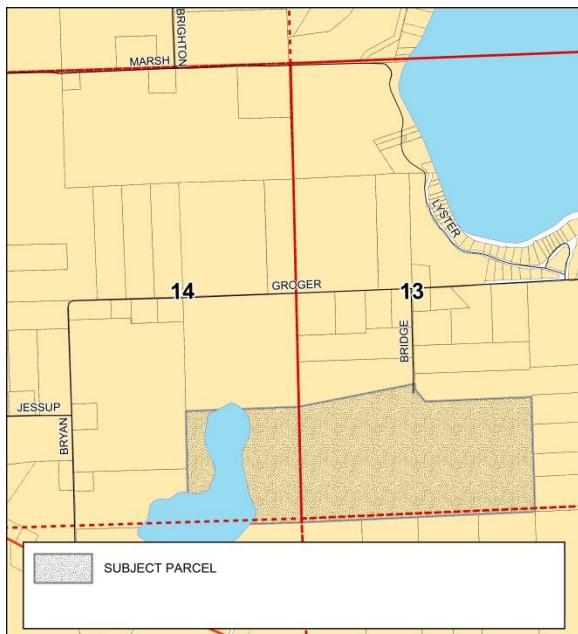 BRIGHTON
MARSH
LYSTER
GROGER
14
13
BRIDGE
JESSUP
BRYAN
SUBJECT PARCEL